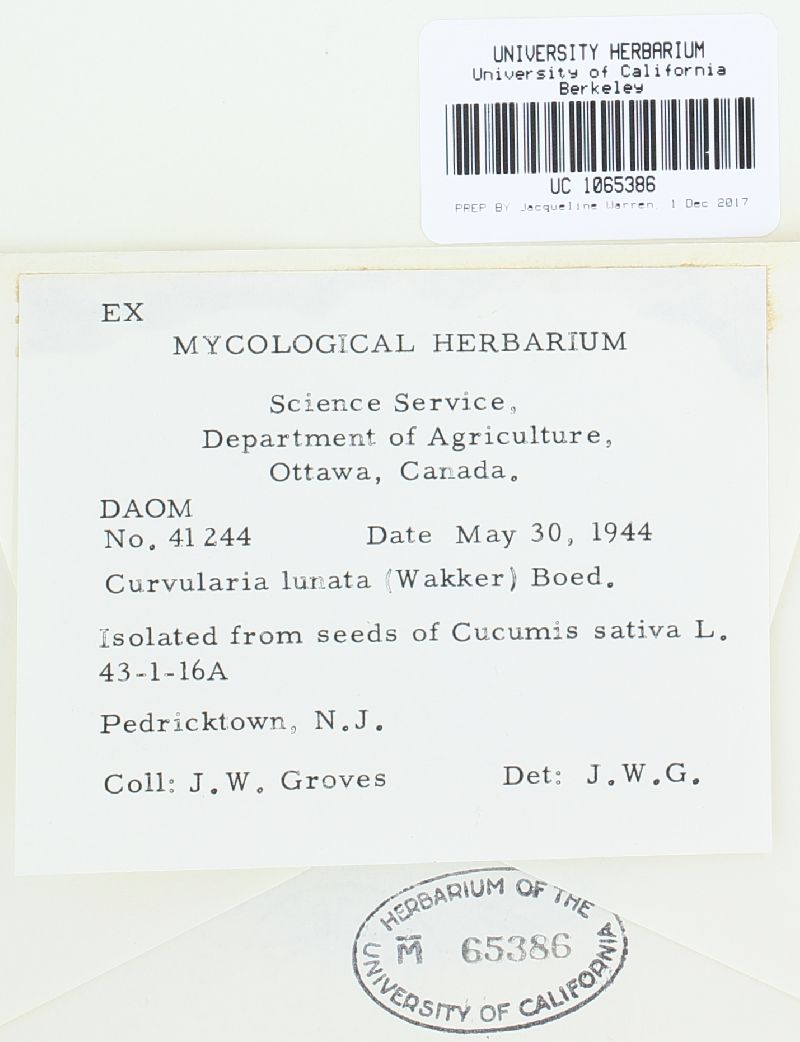 UNIVERSITY HERBARIUM
University of California
Berkeley
UC 1065386
PREP BY Jacqueline Warren, 1 Dec 2017
EX
MYCOLOGICAL HERBARIUM
Science Service,
Department of Agriculture,
Ottawa, Canada.
DAOM
No. 41244 Date May 30, 1944
Curvularia lunata (Wakker) Boed.
Isolated from seeds of Cucumis sativa L.
43-1-16A
Pedricktown, N.J.
Coll: J.W. Groves Det: J.W.G.
HERBARIUM OF THE
M̅ 65386
UNIVERSITY OF CALIFORNIA